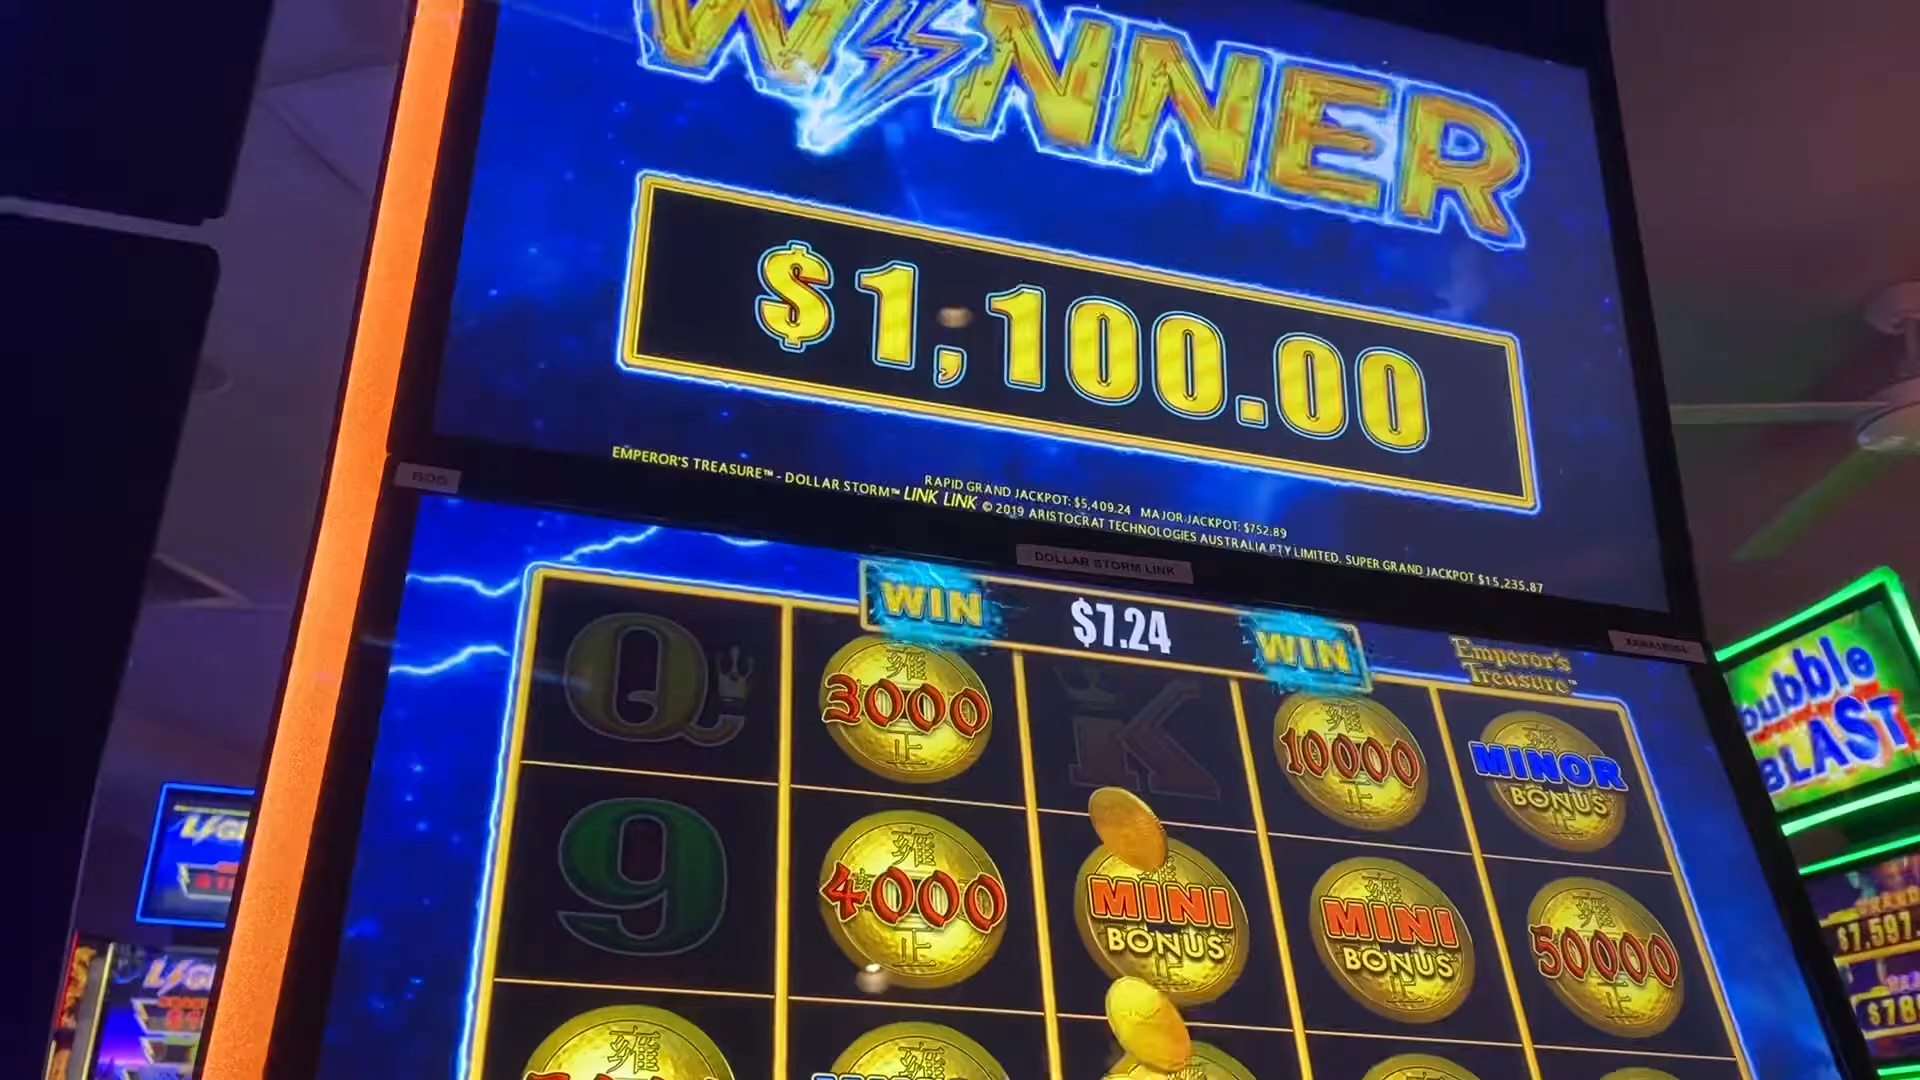 WINNER
$1,100.00
RAPID GRAND JACKPOT: $5,409.24 MAJOR JACKPOT: $752.89
EMPEROR'S TREASURE™ - DOLLAR STORM™ LINK LINK © 2019 ARISTOCRAT TECHNOLOGIES AUSTRALIA PTY LIMITED. SUPER GRAND JACKPOT $15,235.87
DOLLAR STORM LINK
WIN $7.24 WIN
Emperor's
Treasure™
Q 3000 K 10000 MINOR
BONUS
9 4000 MINI
BONUS
MINI
BONUS
50000
BLAST
$7,597.